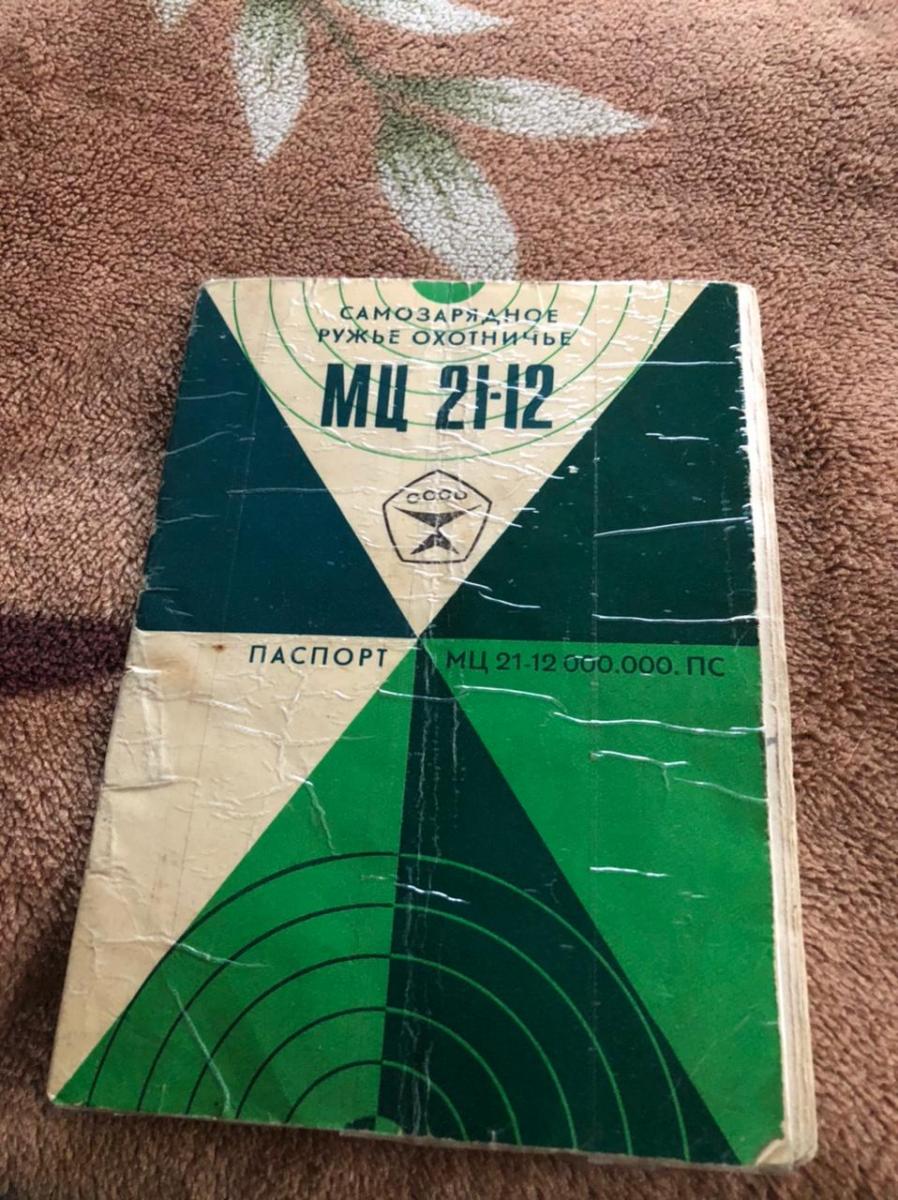 САМОЗАРЯДНОЕ
РУЖЬЕ ОХОТНИЧЬЕ
МЦ 21-12
СССР
ПАСПОРТ МЦ 21-12 000.000. ПС